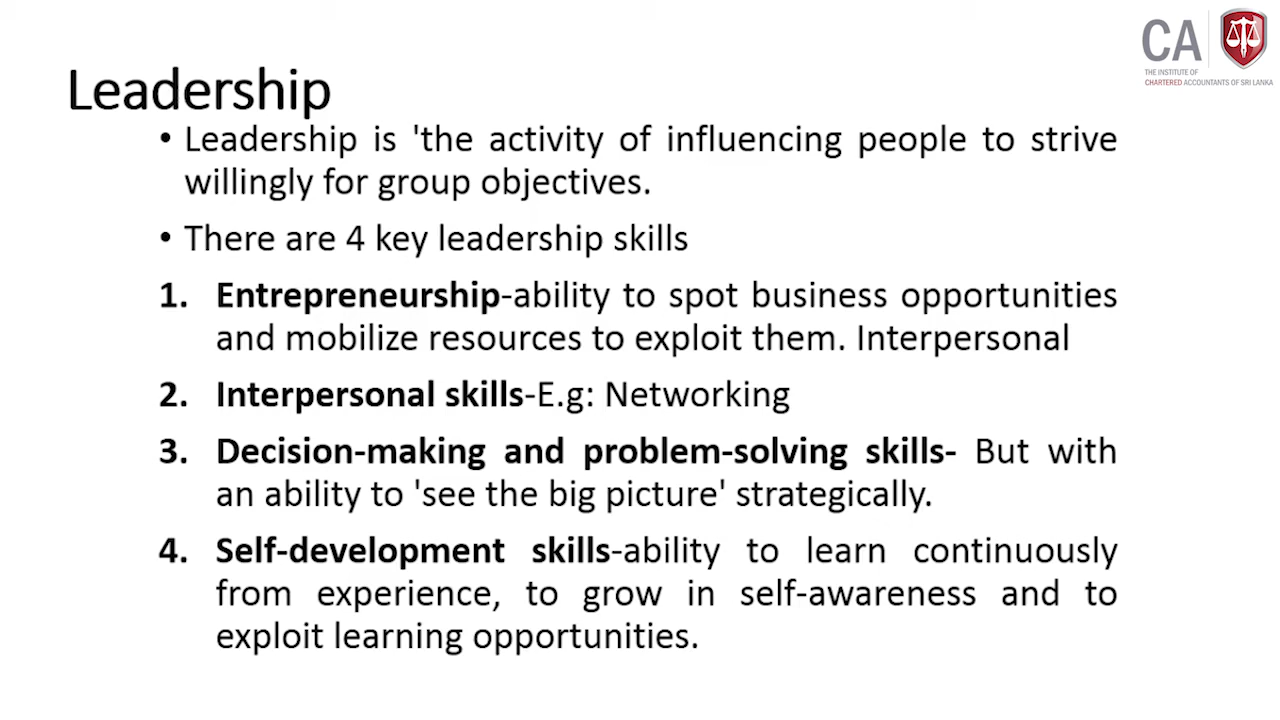 CA
THE INSTITUTE OF
CHARTERED ACCOUNTANTS OF SRI LANKA
Leadership
• Leadership is 'the activity of influencing people to strive
willingly for group objectives.
• There are 4 key leadership skills
1. Entrepreneurship-ability to spot business opportunities
and mobilize resources to exploit them. Interpersonal
2. Interpersonal skills-E.g: Networking
3. Decision-making and problem-solving skills- But with
an ability to 'see the big picture' strategically.
4. Self-development skills-ability to learn continuously
from experience, to grow in self-awareness and to
exploit learning opportunities.